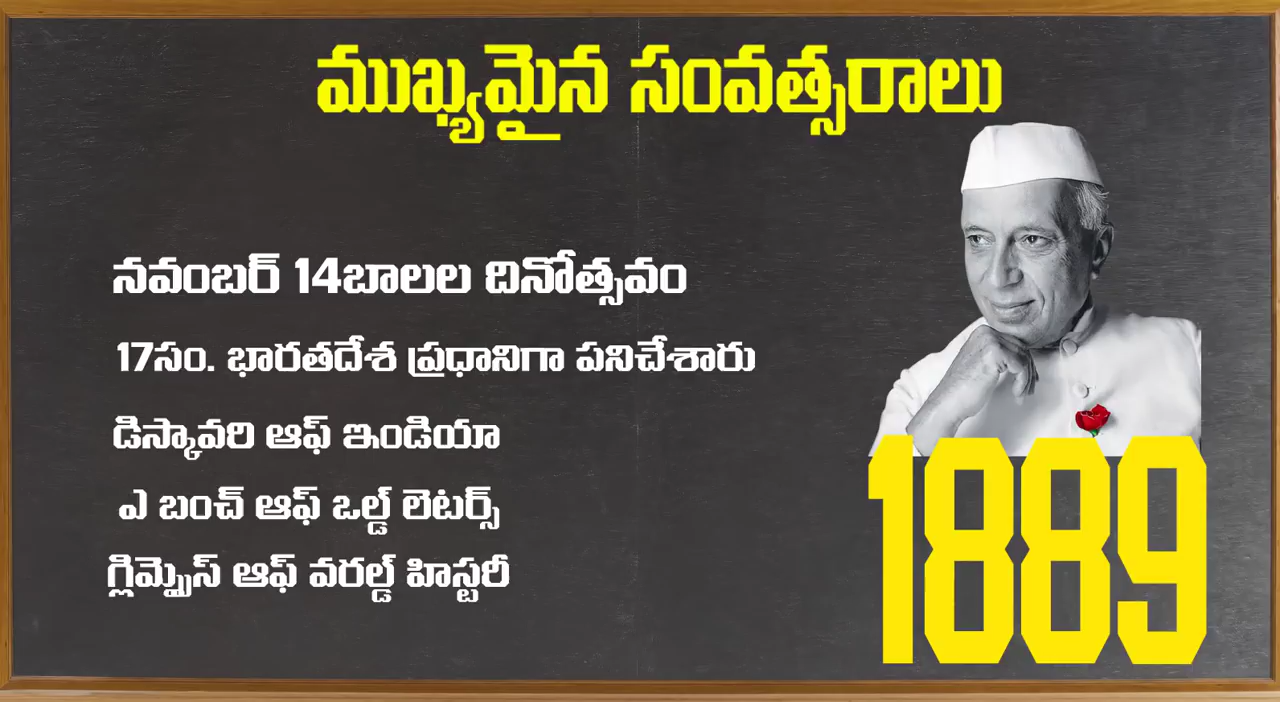 ముఖ్యమైన సంవత్సరాలు
నవంబర్ 14బాలల దినోత్సవం
17సం. భారతదేశ ప్రధానిగా పనిచేశారు
డిస్కావరి ఆఫ్ ఇండియా
ఎ బంచ్ ఆఫ్ ఒల్డ్ లెటర్స్
గ్లిమ్ప్సైస్ ఆఫ్ వరల్డ్ హిస్టరీ
1889